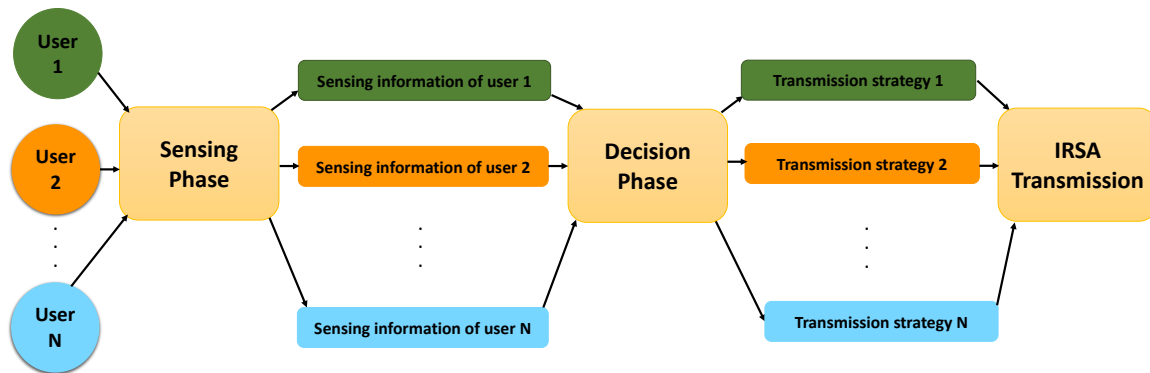 User
1
Sensing information of user 1
Transmission strategy 1
User
2
Sensing
Phase
Sensing information of user 2
Decision
Phase
Transmission strategy 2
IRSA
Transmission
User
N
Sensing information of user N
Transmission strategy N